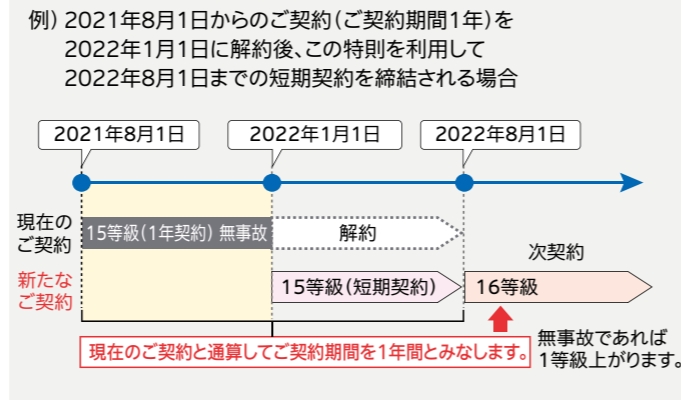 例）2021年8月1日からのご契約（ご契約期間1年）を
2022年1月1日に解約後、この特則を利用して
2022年8月1日までの短期契約を締結される場合
2021年8月1日
2022年1月1日
2022年8月1日
現在の
ご契約
15等級（1年契約）無事故
解約
次契約
新たな
ご契約
15等級（短期契約）
16等級
現在のご契約と通算してご契約期間を1年間とみなします。
無事故であれば
1等級上がります。